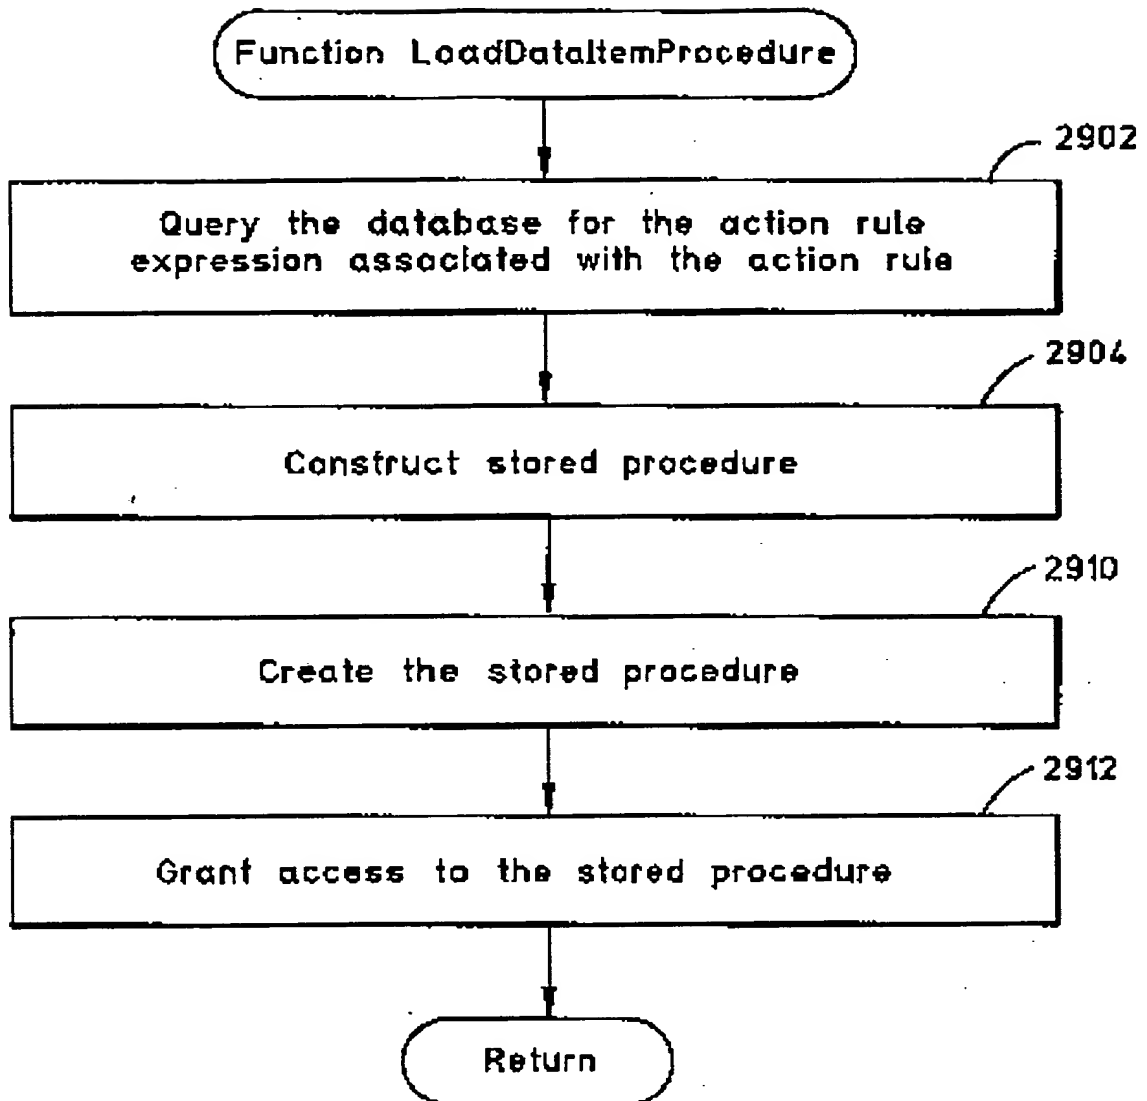 Function LoadDataItemProcedure
2902
Query the database for the action rule
expression associated with the action rule
2904
Construct stored procedure
2910
Create the stored procedure
2912
Grant access to the stored procedure
Return